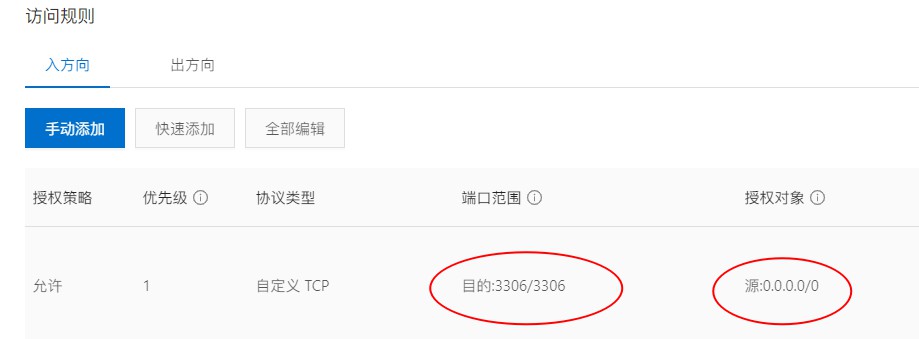 访问规则
入方向 出方向
手动添加 快速添加 全部编辑
授权策略 优先级 协议类型 端口范围 授权对象
允许 1 自定义 TCP 目的:3306/3306 源:0.0.0.0/0